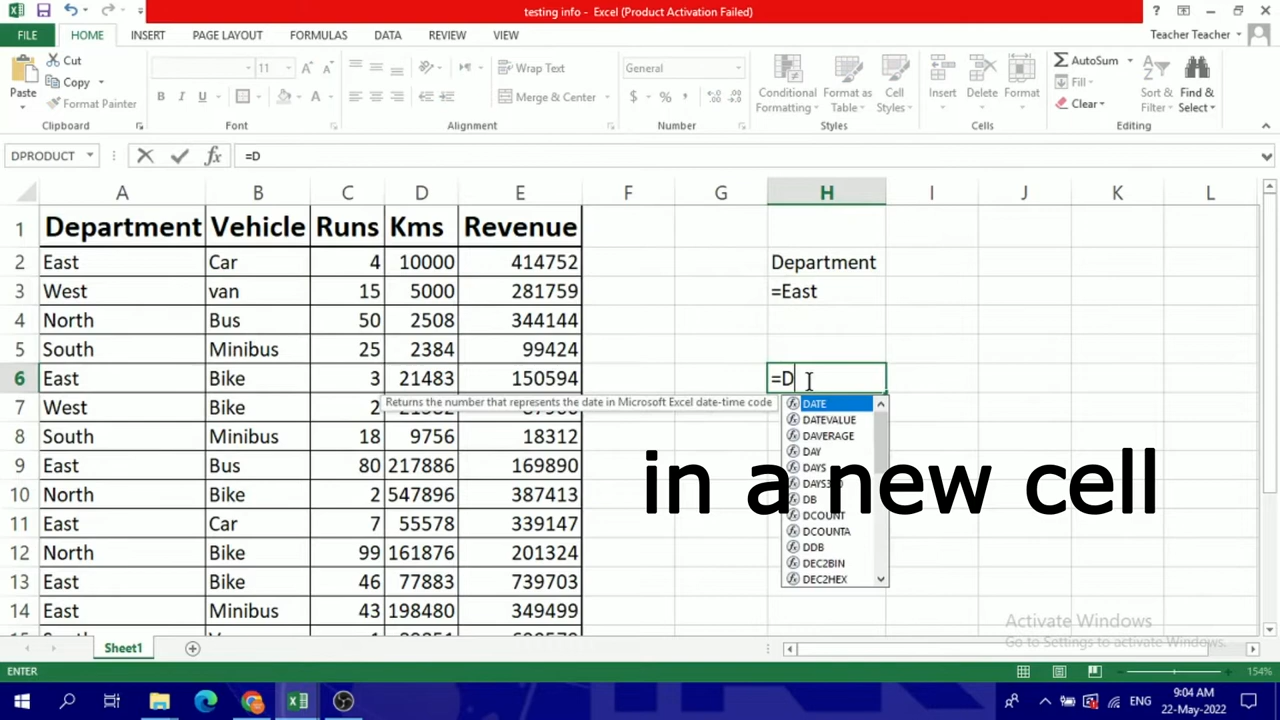 testing info - Excel (Product Activation Failed)
FILE HOME INSERT PAGE LAYOUT FORMULAS DATA REVIEW VIEW Teacher Teacher
Cut
Copy
Format Painter
Paste
Clipboard
11
Font
Wrap Text
Merge & Center
Alignment
General
$ % ,
Number
Conditional Formatting
Format as Table
Cell Styles
Styles
Insert
Delete
Format
Cells
AutoSum
Fill
Clear
Sort & Filter
Find & Select
Editing
DPRODUCT =D
A B C D E F G H I J K L
1 Department Vehicle Runs Kms Revenue
2 East Car 4 10000 414752 Department
3 West van 15 5000 281759 =East
4 North Bus 50 2508 344144
5 South Minibus 25 2384 99424
6 East Bike 3 21483 150594 =D
Returns the number that represents the date in Microsoft Excel date-time code
7 West Bike 2
8 South Minibus 18 9756 18312
9 East Bus 80 217886 169890
10 North Bike 2 547896 387413
11 East Car 7 55578 339147
12 North Bike 99 161876 201324
13 East Bike 46 77883 739703
14 East Minibus 43 198480 349499
DATE
DATEVALUE
DAVERAGE
DAY
DAYS
DB
DCOUNT
DCOUNTA
DDB
DEC2BIN
DEC2HEX
in a new cell
Activate Windows
Go to Settings to activate Windows.
Sheet1
ENTER 154%
ENG 9:04 AM
22-May-2022